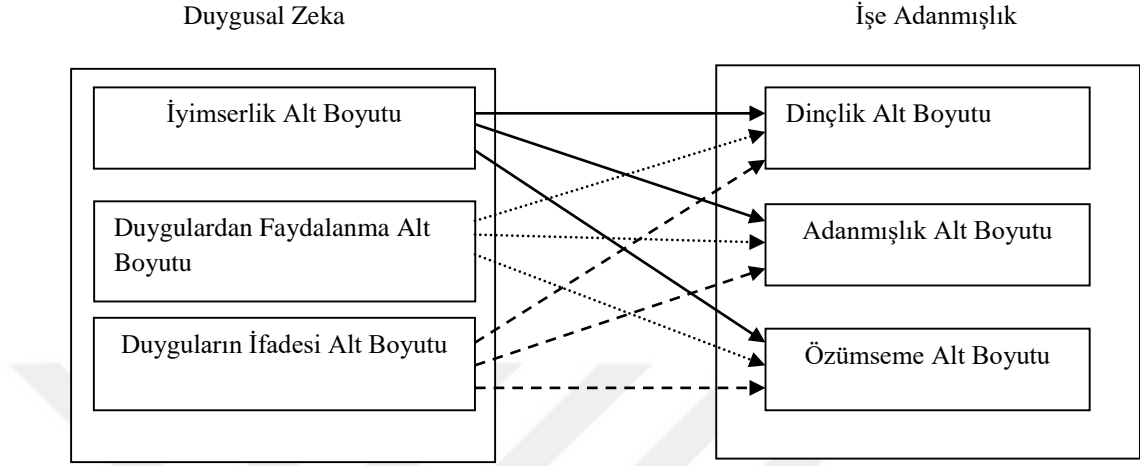 Duygusal Zeka
İşe Adanmışlık
İyimserlik Alt Boyutu
Duygulardan Faydalanma Alt
Boyutu
Duyguların İfadesi Alt Boyutu
Dinçlik Alt Boyutu
Adanmışlık Alt Boyutu
Özümseme Alt Boyutu